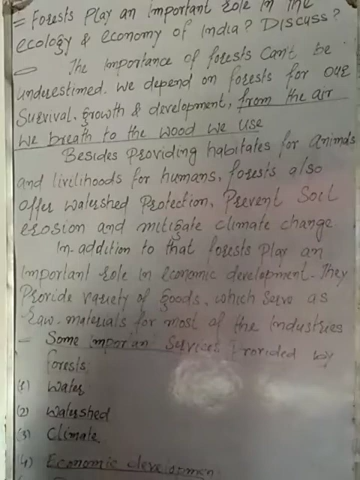 = Forests Play an important role in the
ecology & economy of India? Discuss?
The importance of forests can't be
underestimed. we depend on forests for our
Survival, growth & development, from the air
we breath to the wood we use
Besides Providing habitates for animals
and livelihoods for humans, forests also
offer watershed Protection, Prevent Soil
erosion and mitigate climate change
In-addition to that forests Play an
important role in economic development. They
Provide variety of goods, which serve as
raw-materials for most of the industries
- Some importan Services Provided by
forests
(1) Water
(2) Watershed
(3) Climate
(4) Economic development